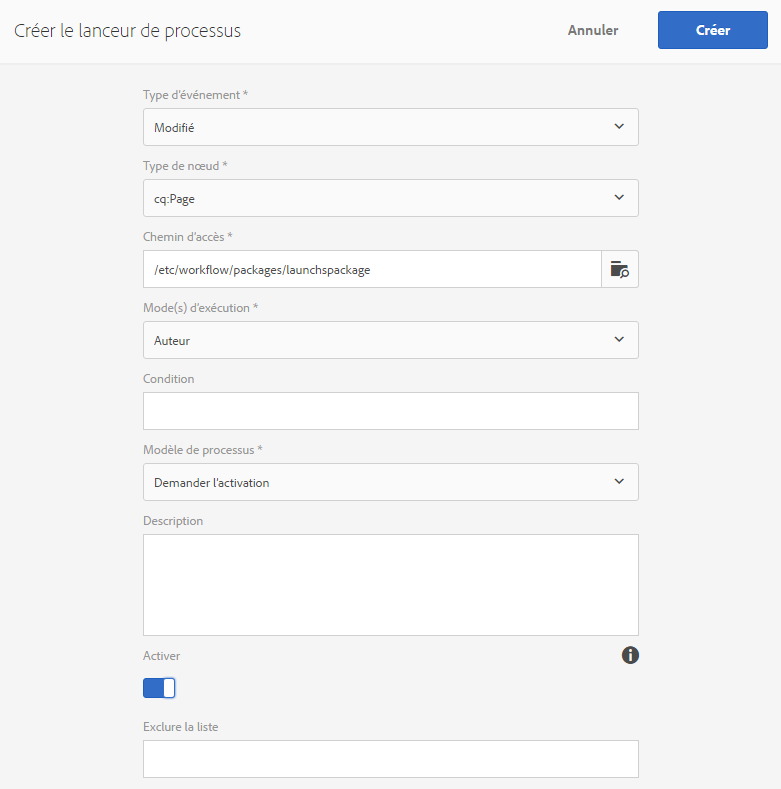 Créer le lanceur de processus
Annuler
Créer
Type d'événement *
Modifié
Type de nœud *
cq:Page
Chemin d'accès *
/etc/workflow/packages/launchspackage
Mode(s) d'exécution *
Auteur
Condition
Modèle de processus *
Demander l'activation
Description
Activer
Exclure la liste